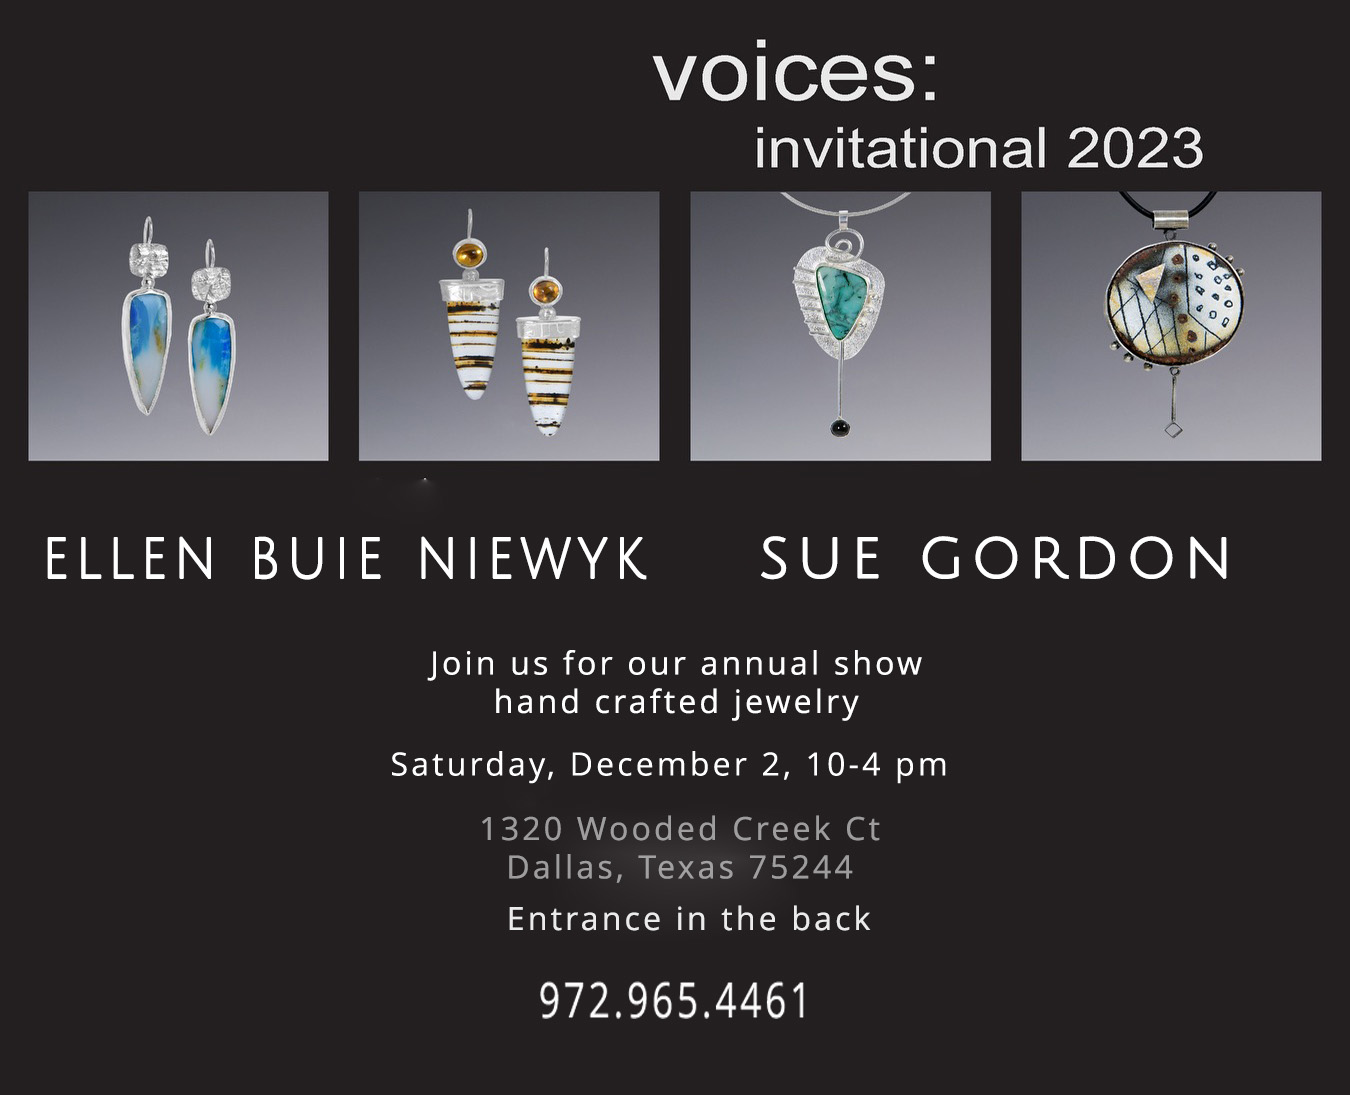 voices:
invitational 2023
ELLEN BUIE NIEWYK
SUE GORDON
Join us for our annual show
hand crafted jewelry
Saturday, December 2, 10-4 pm
1320 Wooded Creek Ct
Dallas, Texas 75244
Entrance in the back
972.965.4461